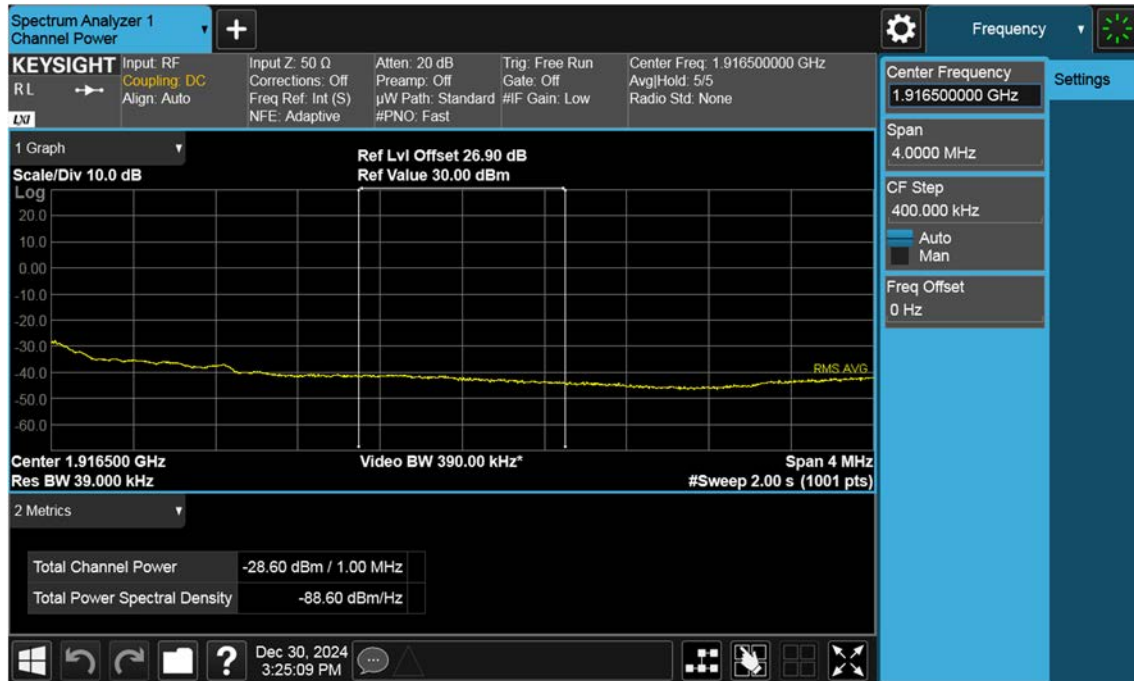 Spectrum Analyzer 1
Channel Power
Frequency
KEYSIGHT
R L
LXI
Input: RF
Coupling: DC
Align: Auto
Input Z: 50 Ω
Corrections: Off
Freq Ref: Int (S)
NFE: Adaptive
Atten: 20 dB
Preamp: Off
µW Path: Standard
#PNO: Fast
Trig: Free Run
Gate: Off
#IF Gain: Low
Center Freq: 1.916500000 GHz
Avg|Hold: 5/5
Radio Std: None
1 Graph
Scale/Div 10.0 dB
Ref Lvl Offset 26.90 dB
Ref Value 30.00 dBm
Log
20.0
10.0
0.00
-10.0
-20.0
-30.0
-40.0
-50.0
-60.0
RMS AVG
Center 1.916500 GHz
Video BW 390.00 kHz*
Span 4 MHz
Res BW 39.000 kHz
#Sweep 2.00 s (1001 pts)
2 Metrics
Total Channel Power -28.60 dBm / 1.00 MHz
Total Power Spectral Density -88.60 dBm/Hz
?
Dec 30, 2024
3:25:09 PM
Center Frequency
1.916500000 GHz
Settings
Span
4.0000 MHz
CF Step
400.000 kHz
Auto
Man
Freq Offset
0 Hz